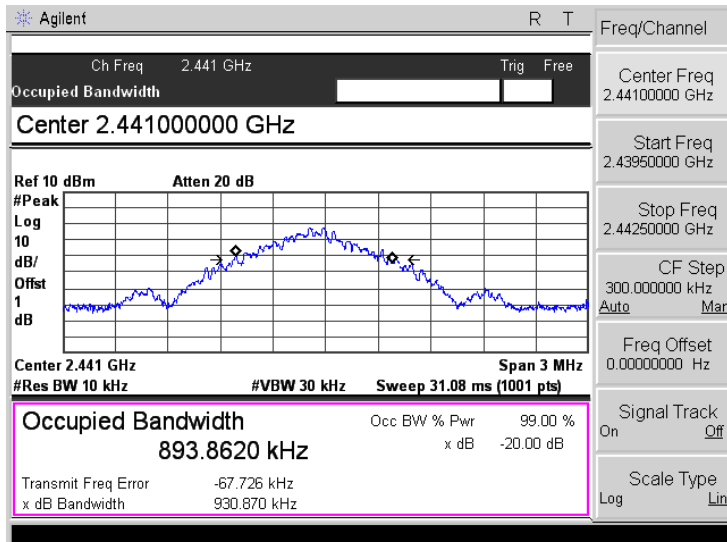 Agilent R T
Freq/Channel
Ch Freq 2.441 GHz Trig Free
Occupied Bandwidth
Center 2.441000000 GHz
Ref 10 dBm Atten 20 dB
#Peak
Log
10
dB/
Offst
1
dB
Center 2.441 GHz Span 3 MHz
#Res BW 10 kHz #VBW 30 kHz Sweep 31.08 ms (1001 pts)
Occupied Bandwidth Occ BW % Pwr 99.00 %
893.8620 kHz x dB -20.00 dB
Transmit Freq Error -67.726 kHz
x dB Bandwidth 930.870 kHz
Center Freq
2.44100000 GHz
Start Freq
2.43950000 GHz
Stop Freq
2.44250000 GHz
CF Step
300.000000 kHz
Auto Man
Freq Offset
0.00000000 Hz
Signal Track
On Off
Scale Type
Log Lin